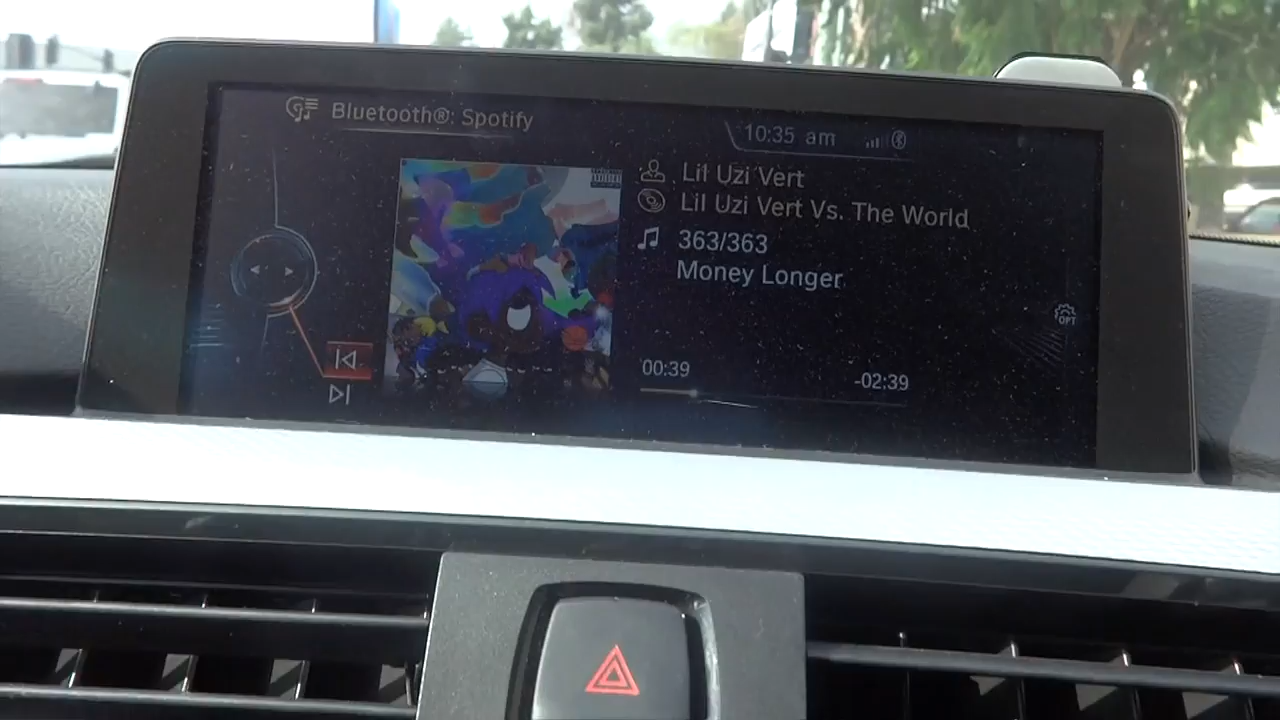 Bluetooth®: Spotify
10:35 am
Lil Uzi Vert
Lil Uzi Vert Vs. The World
363/363
Money Longer
OPT
00:39
-02:39